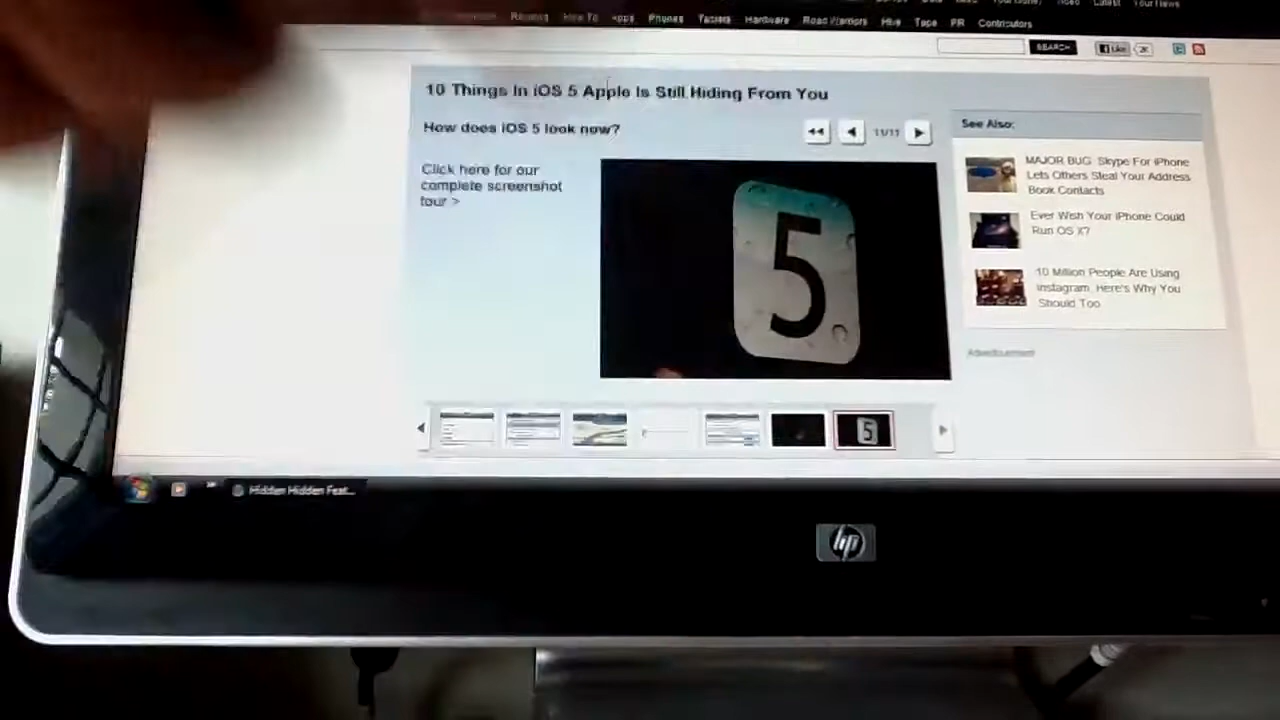 Reviews How To Apps Phones Tablets Hardware Road Warriors Hive Tape PR Contributors
SEARCH Like 2K
10 Things In iOS 5 Apple Is Still Hiding From You
How does iOS 5 look now?
11/11
See Also:
Click here for our
complete screenshot
tour >
5
MAJOR BUG: Skype For iPhone
Lets Others Steal Your Address
Book Contacts
Ever Wish Your iPhone Could
Run OS X?
10 Million People Are Using
Instagram. Here's Why You
Should Too
Advertisement
5
Hidden Hidden Feat...
hp